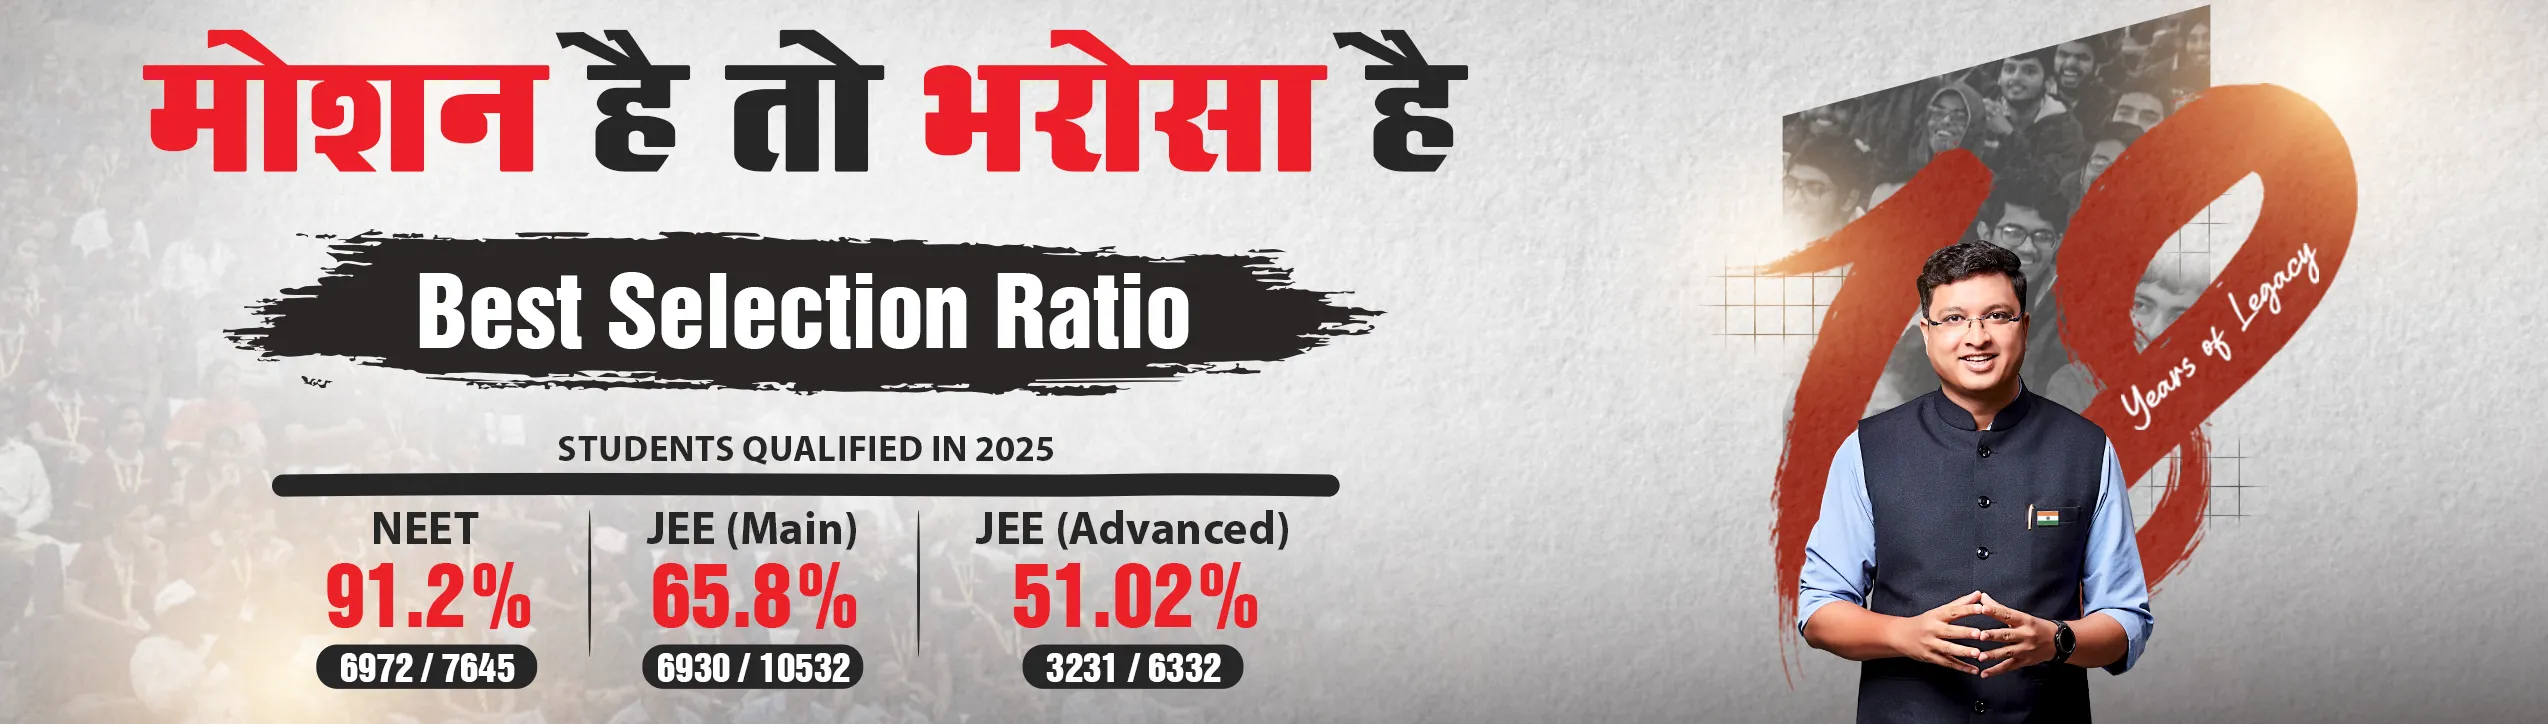 मोशन है तो भरोसा है
Best Selection Ratio
STUDENTS QUALIFIED IN 2025
NEET
91.2%
6972 / 7645
JEE (Main)
65.8%
6930 / 10532
JEE (Advanced)
51.02%
3231 / 6332
19
Years of Legacy